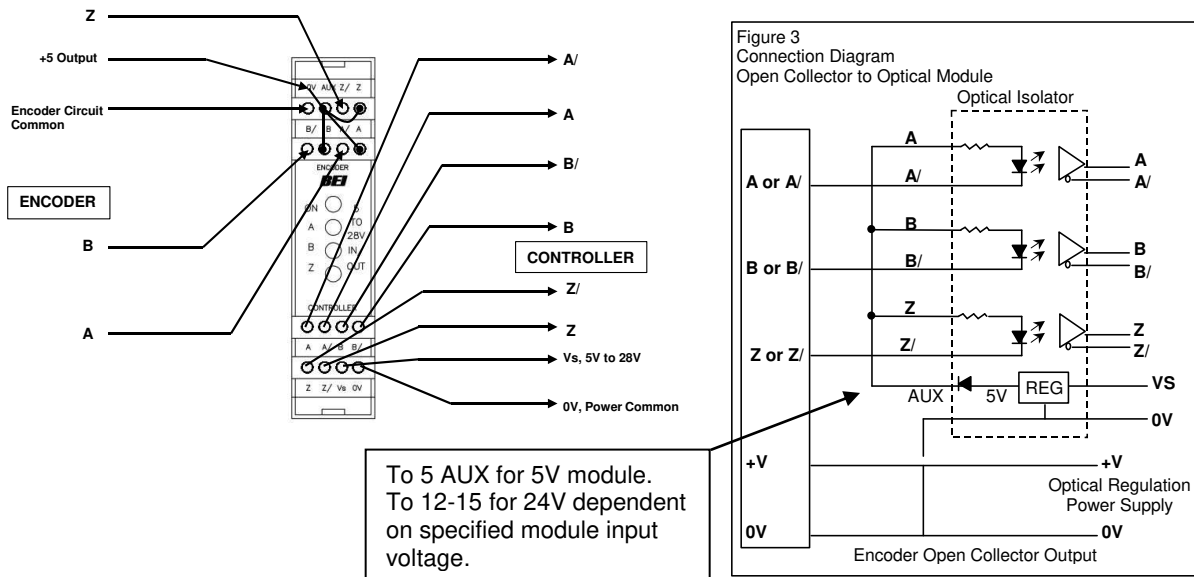 Z
+5 Output
Encoder Circuit
Common
ENCODER
B
A
0V AUX Z/ Z
B/ B A/ A
ENCODER
BEI
ON 5
A TO
28V
B IN
Z OUT
CONTROLLER
A A/ B B/
Z Z/ Vs 0V
A/
A
B/
B
CONTROLLER
Z/
Z
Vs, 5V to 28V
0V, Power Common
To 5 AUX for 5V module.
To 12-15 for 24V dependent
on specified module input
voltage.
Figure 3
Connection Diagram
Open Collector to Optical Module
Optical Isolator
A
A or A/ A/
A
A/
B
B or B/ B/
B
B/
Z
Z or Z/ Z/
Z
Z/
AUX 5V REG VS
0V
+V +V
Optical Regulation
Power Supply
0V 0V
Encoder Open Collector Output